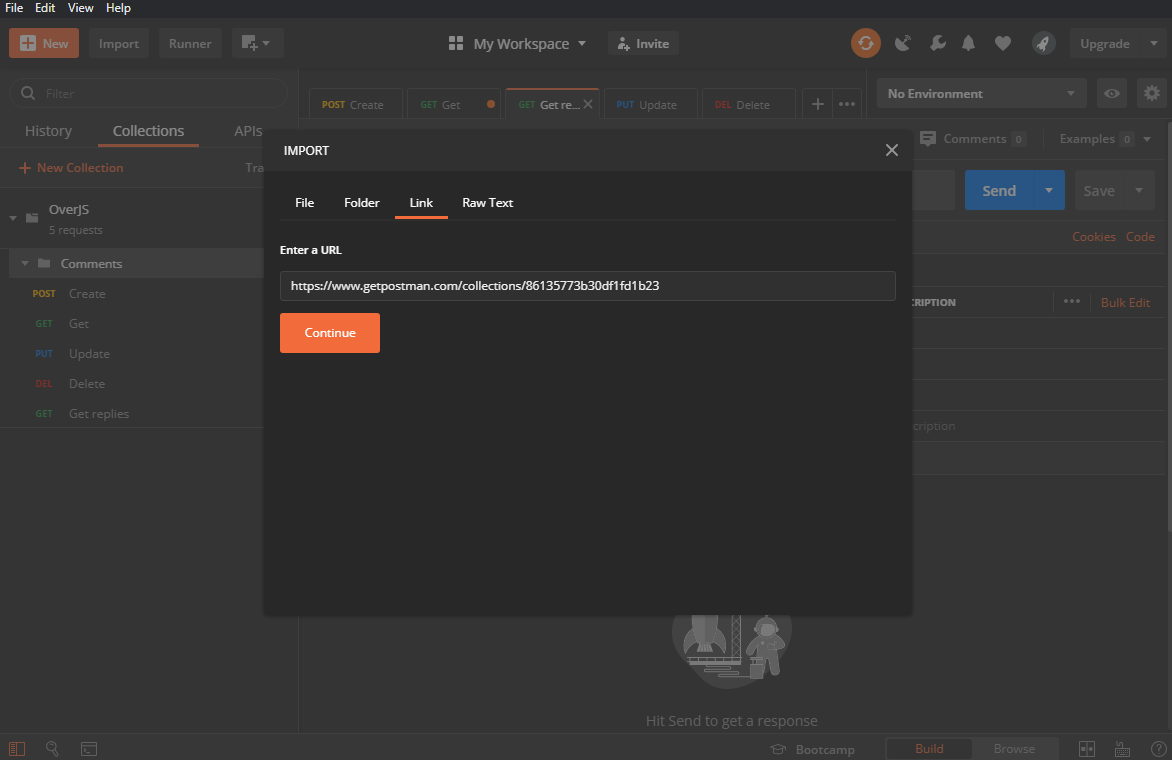 File Edit View Help
New Import Runner My Workspace Invite Upgrade
Filter
POST Create GET Get GET Get re... PUT Update DEL Delete
No Environment
History Collections APIs
IMPORT
Comments 0 Examples 0
New Collection Tra
File Folder Link Raw Text
Send Save
OverJS
5 requests
Cookies Code
Enter a URL
Comments
https://www.getpostman.com/collections/86135773b30df1fd1b23
POST Create
CRIPTION Bulk Edit
GET Get
Continue
PUT Update
DEL Delete
GET Get replies
cription
Hit Send to get a response
Bootcamp Build Browse